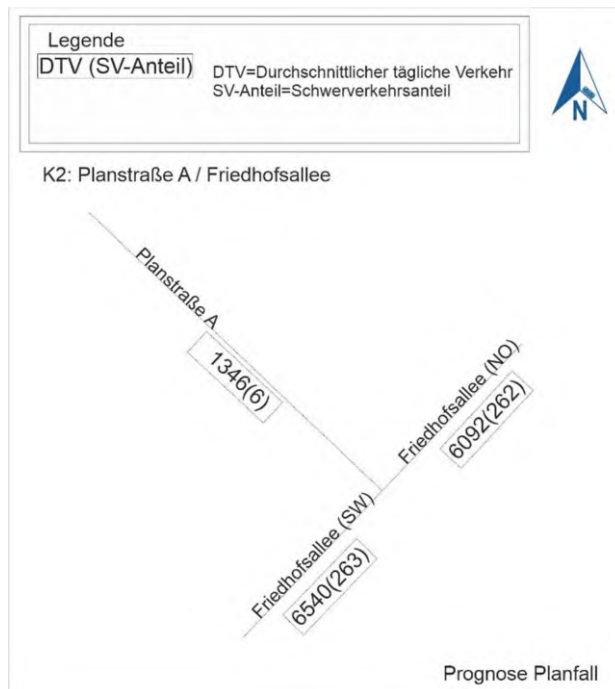 Legende
DTV (SV-Anteil)
DTV=Durchschnittlicher tägliche Verkehr
SV-Anteil=Schwerverkehrsanteil
N
K2: Planstraße A / Friedhofsallee
Planstraße A
1346(6)
Friedhofsallee (NO)
6092(262)
Friedhofsallee (SW)
6540(263)
Prognose Planfall